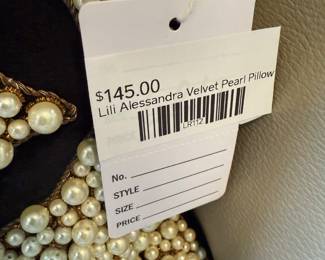 $145.00
Lili Alessandra Velvet Pearl Pillow
LR112
No.
STYLE
SIZE
PRICE